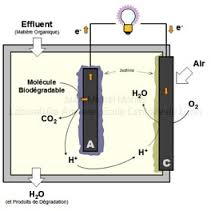 Effluent
(Matière Organique)
e-
e-
Air
Molécule
Biodégradable
CO2
H+
H+
H2O
O2
A
C
H2O
(et Produits de Dégradation)